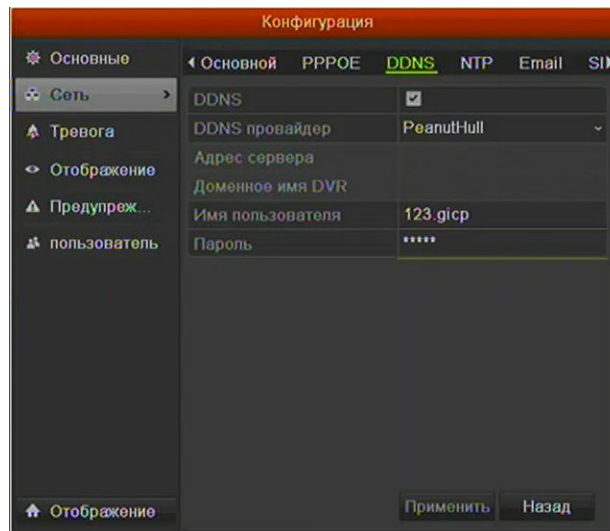 Конфигурация
Основные
Сеть
Тревога
Отображение
Предупреж...
пользователь
Отображение
Основной PPPOE DDNS NTP Email
DDNS
DDNS провайдер PeanutHull
Адрес сервера
Доменное имя DVR
Имя пользователя 123.gicp
Пароль *****
Применить Назад